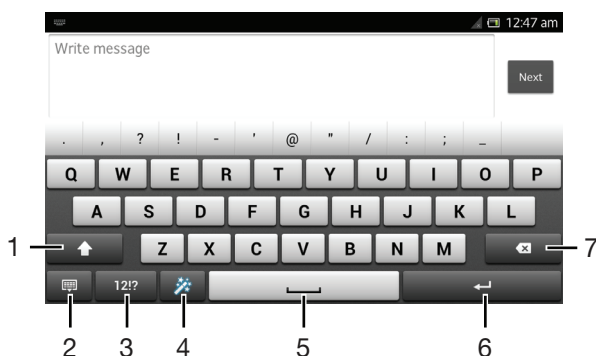 12:47 am
Write message
Next
. , ? ! - ' @ " / : ; _
Q W E R T Y U I O P
A S D F G H J K L
1 Z X C V B N M 7
12!?
2 3 4 5 6